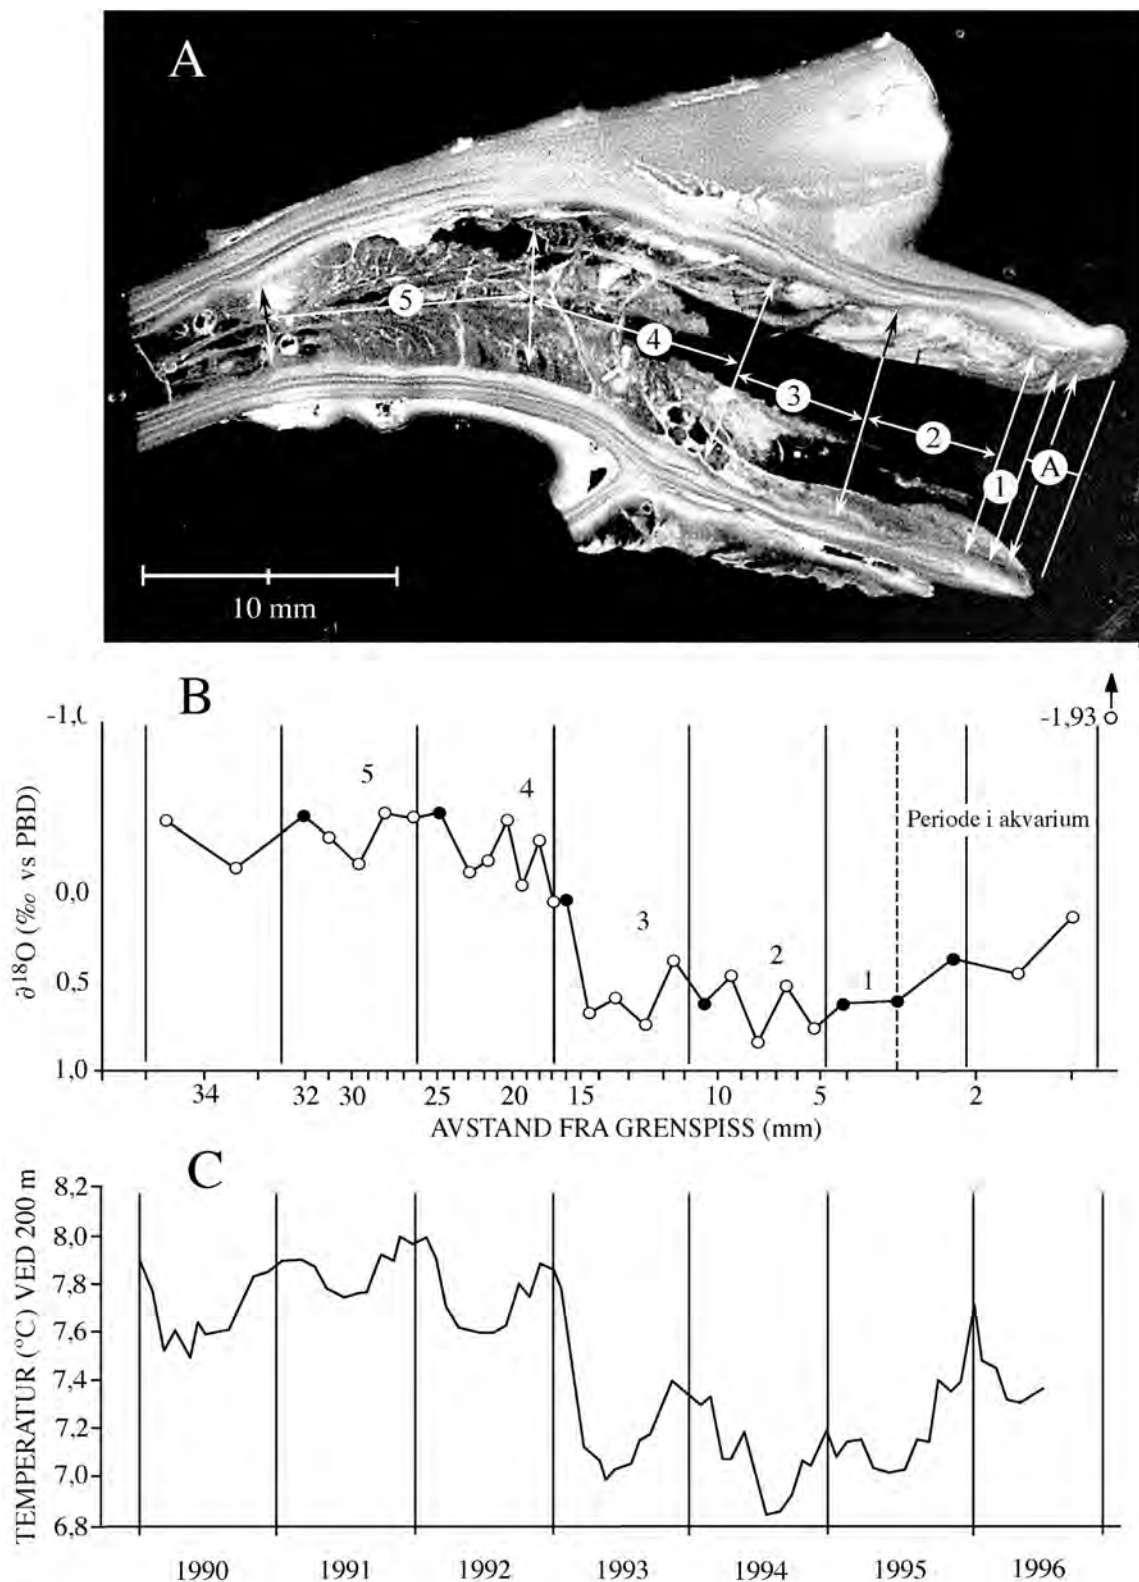 A
5
4
3
2
1
A
10 mm
B
-1,93
-1,0
5
4
Periode i akvarium
0,0
3
2
1
0,5
1,0
∂18O (‰ vs PBD)
34 32 30 25 20 15 10 5 2
AVSTAND FRA GRENSPISS (mm)
C
8,2
8,0
7,8
7,6
7,4
7,2
7,0
6,8
TEMPERATUR (°C) VED 200 m
1990 1991 1992 1993 1994 1995 1996